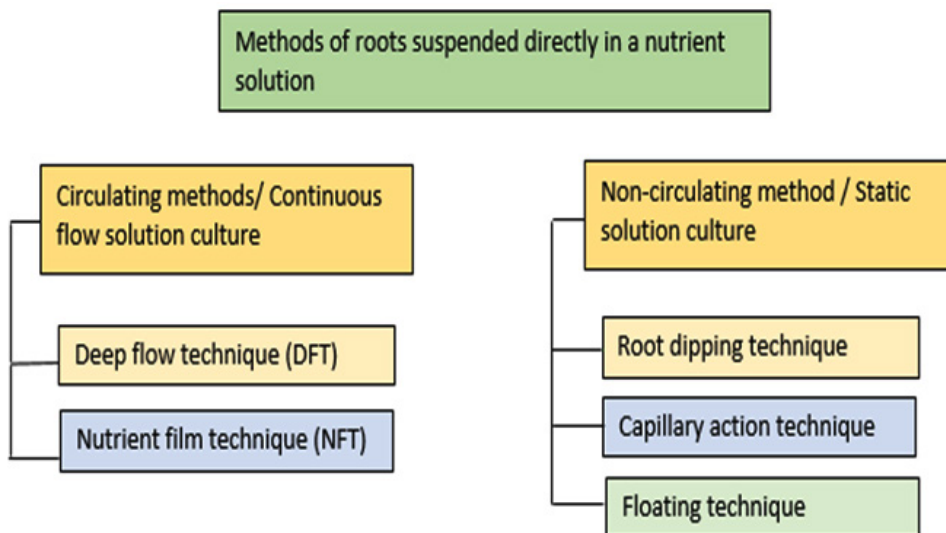 Methods of roots suspended directly in a nutrient
solution
Circulating methods/ Continuous
flow solution culture
Deep flow technique (DFT)
Nutrient film technique (NFT)
Non-circulating method / Static
solution culture
Root dipping technique
Capillary action technique
Floating technique